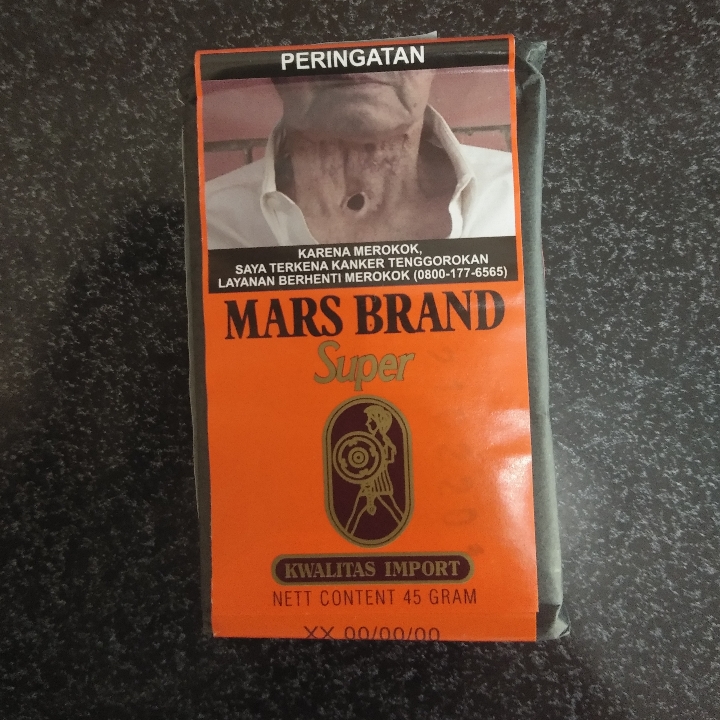 PERINGATAN
KARENA MEROKOK,
SAYA TERKENA KANKER TENGGOROKAN
LAYANAN BERHENTI MEROKOK (0800-177-6565)
MARS BRAND
Super
KWALITAS IMPORT
NETT CONTENT 45 GRAM
XX 00/00/00